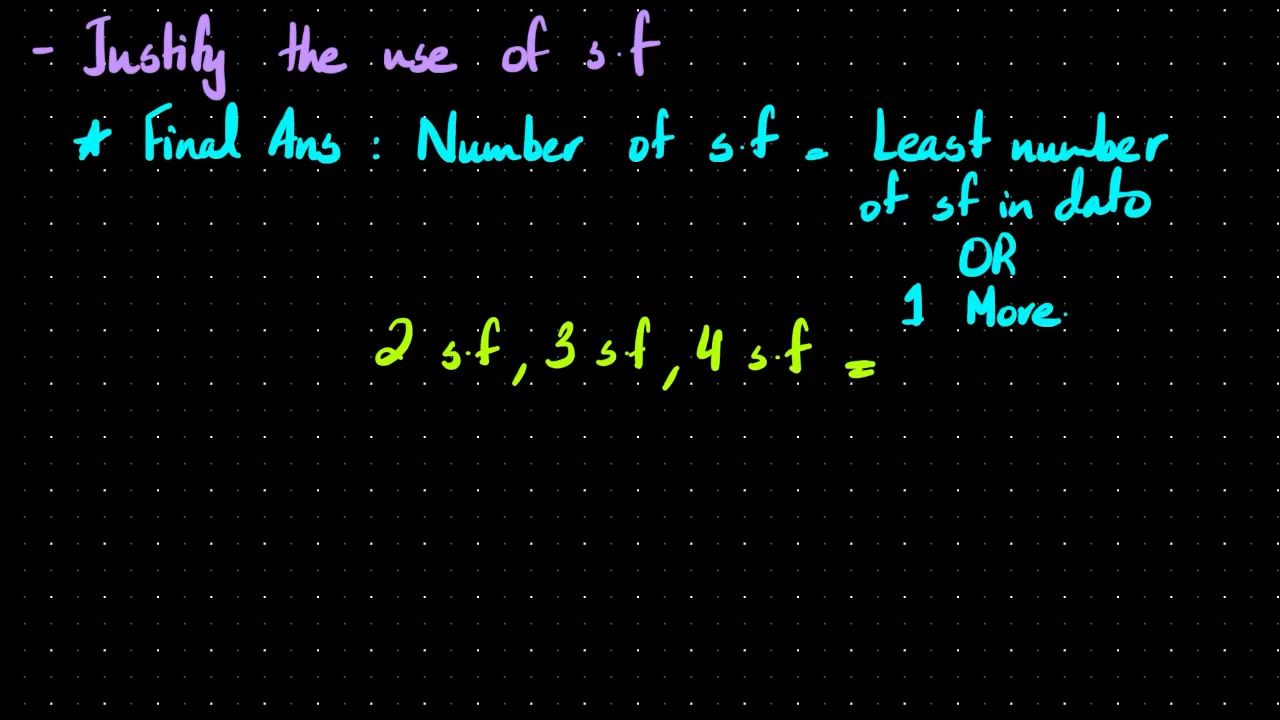 - Justify the use of s.f
* Final Ans : Number of s.f = Least number
of sf in data
OR
1 More.
2 s.f, 3 s.f, 4 s.f =